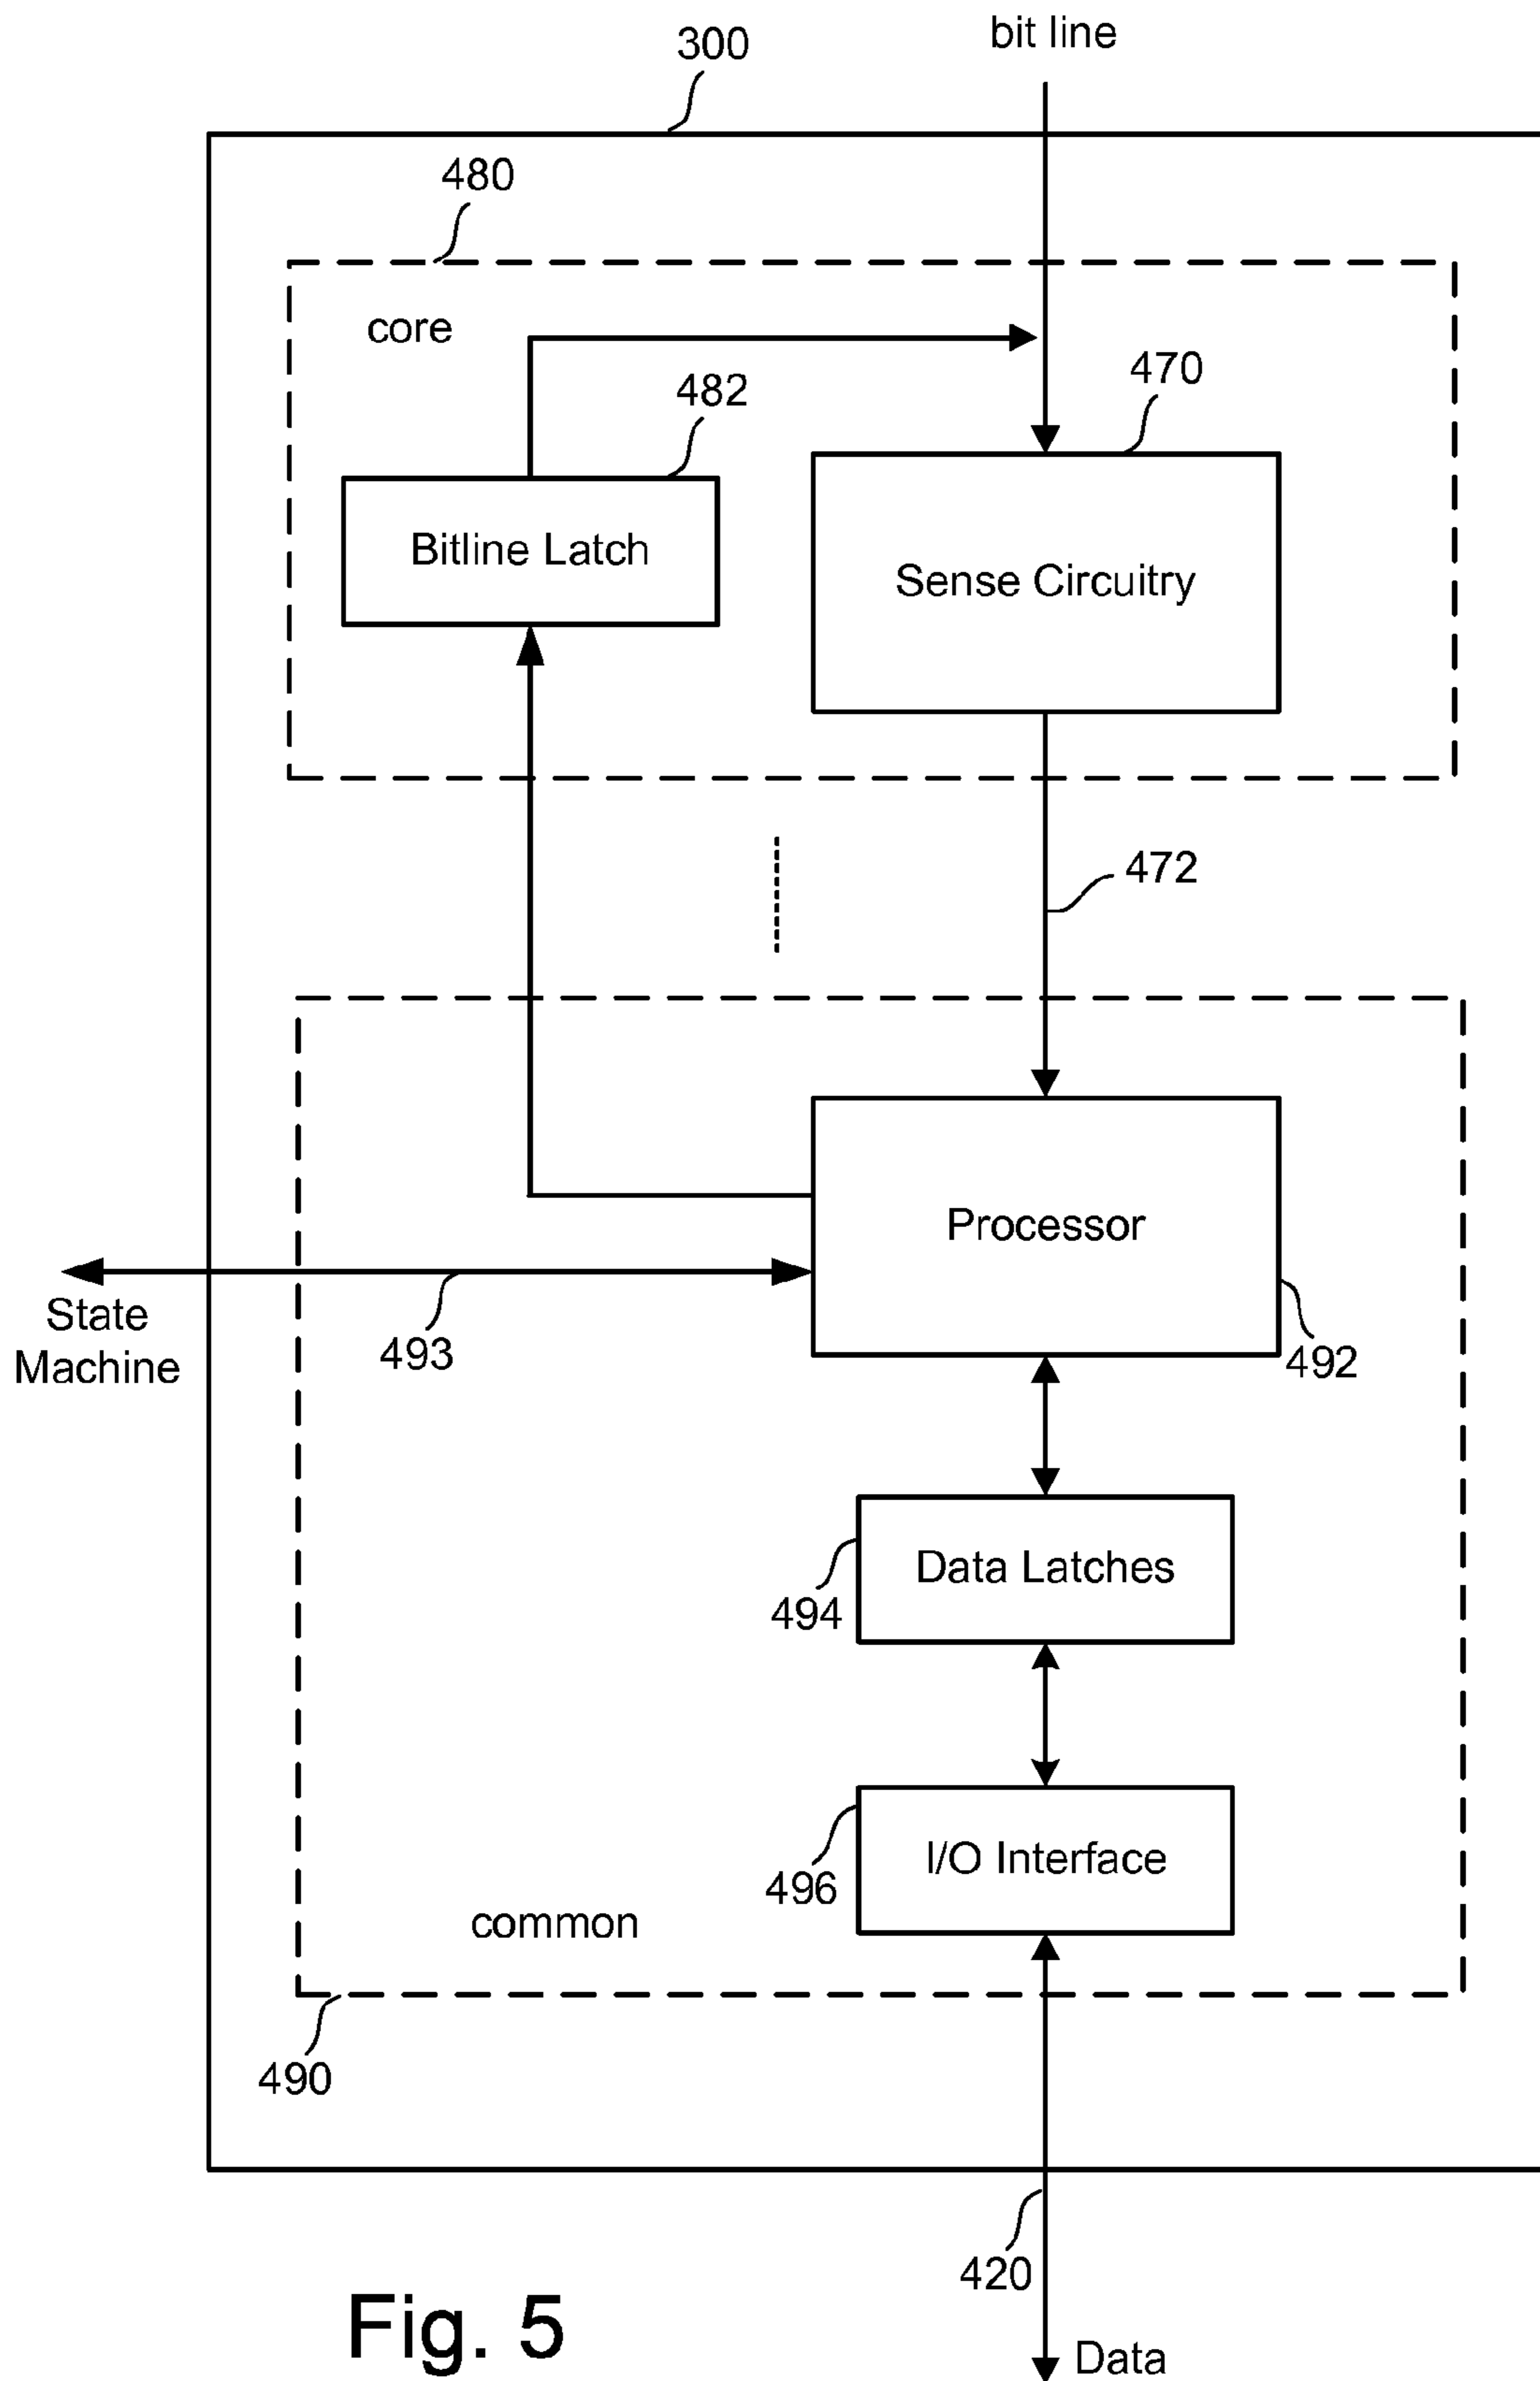 bit line
300
480
core
470
482
Bitline Latch
Sense Circuitry
472
Processor
State
Machine
493
492
Data Latches
494
I/O Interface
496
common
490
420
Fig. 5
Data